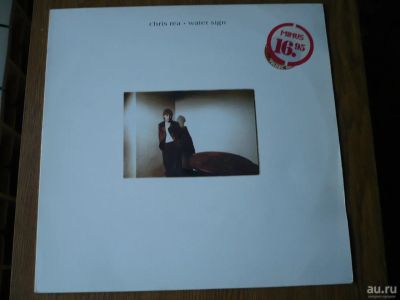 chris rea • water sign
MINUS
16.95
au.ru